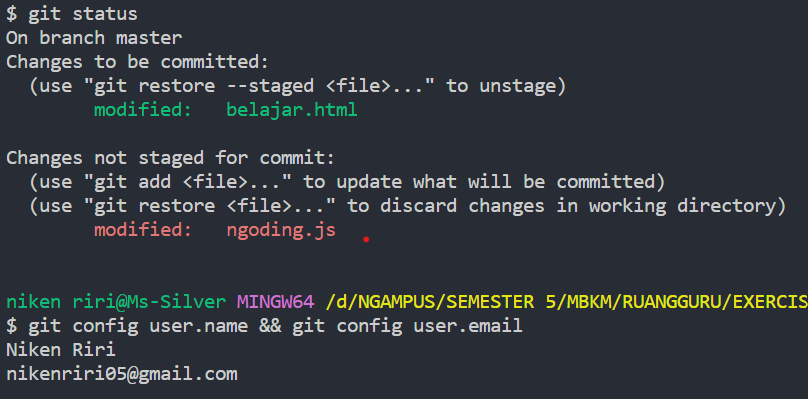 $ git status
On branch master
Changes to be committed:
  (use "git restore --staged <file>..." to unstage)
        modified:   belajar.html

Changes not staged for commit:
  (use "git add <file>..." to update what will be committed)
  (use "git restore <file>..." to discard changes in working directory)
        modified:   ngoding.js

niken riri@Ms-Silver MINGW64 /d/NGAMPUS/SEMESTER 5/MBKM/RUANGGURU/EXERCIS
$ git config user.name && git config user.email
Niken Riri
nikenriri05@gmail.com